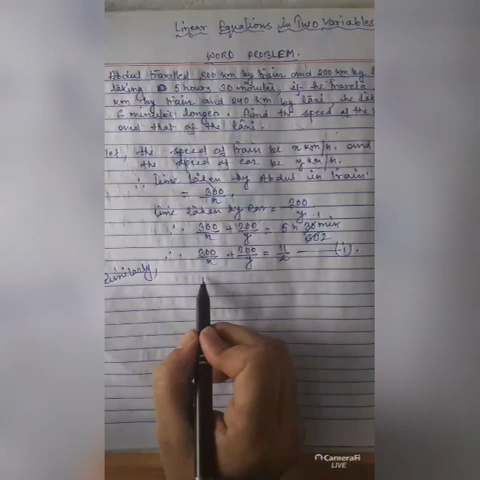 Linear Equations in Two Variables
WORD PROBLEM.
Abdul travelled 300 km by train and 200 km by
taking 5 hours 30 minutes. if he travels
km by train and 240 km by taxi he
6 minutes longer. Find the speed of the
over that of the taxi.
let, the speed of train be x km/h. and
the speed of car be y km/h.
∴ Time taken by Abdul in train
= 300/x,
time taken by car = 200/y
∴ 300/x + 200/y = 5 h 30 min
∴ 300/x + 200/y = 11/2 — (i).
Similarly,
CameraFi
LIVE